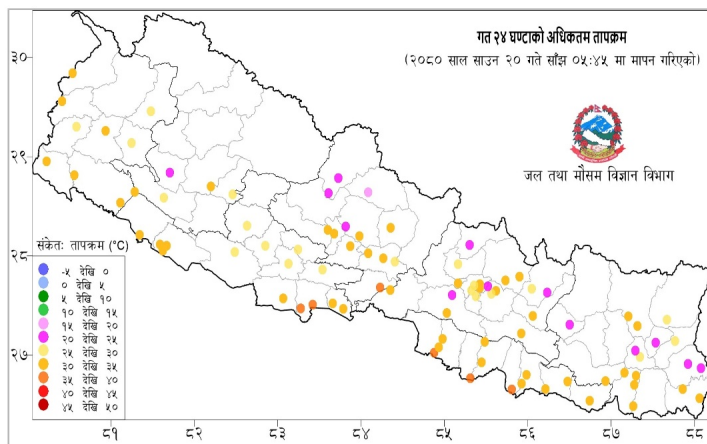 गत २४ घण्टाको अधिकतम तापक्रम
(२०८० साल साउन २० गते साँझ ०५:४५ मा मापन गरिएको)
३०
२९
जल तथा मौसम विज्ञान विभाग
संकेतः तापक्रम (°C)
२८
-५ देखि ०
० देखि ५
५ देखि १०
१० देखि १५
१५ देखि २०
२० देखि २५
२५ देखि ३०
३० देखि ३५
३५ देखि ४०
४० देखि ४५
४५ देखि ५०
२७
८१ ८२ ८३ ८४ ८५ ८६ ८७ ८८